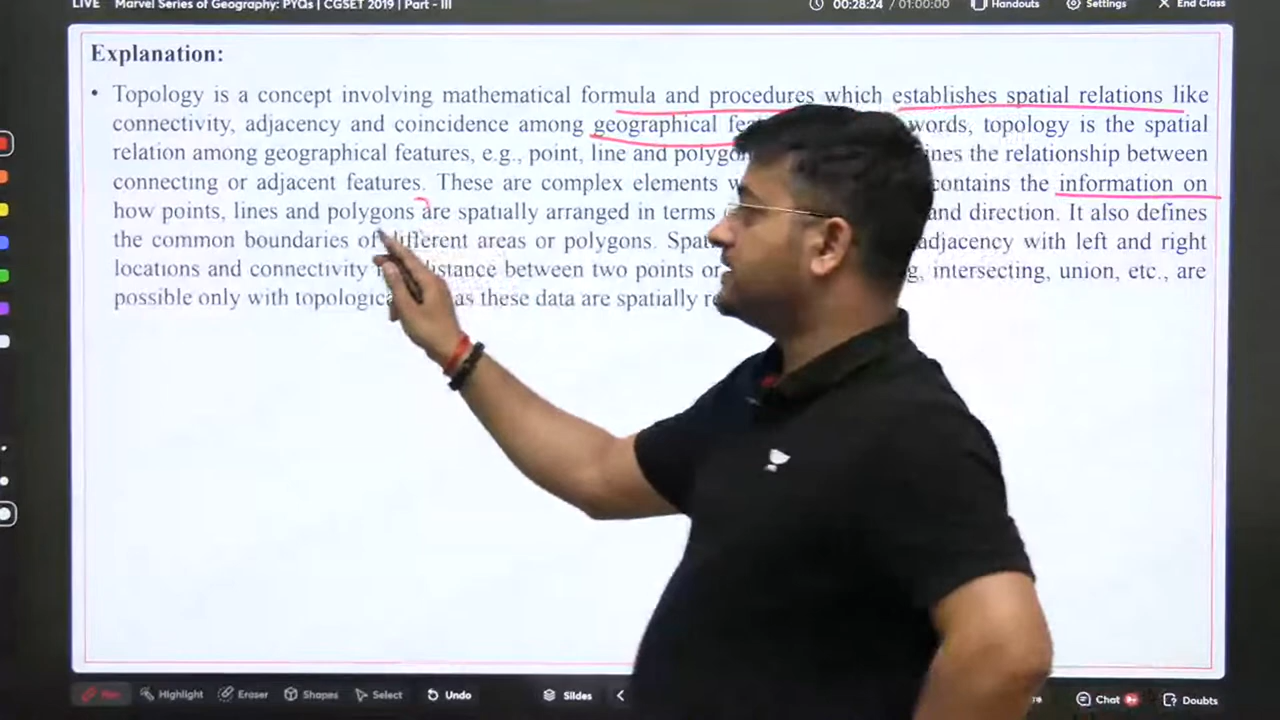 LIVE Marvel Series of Geography: PYQs | CGSET 2019 | Part - III 00:28:24 / 01:00:00 Handouts Settings End Class
Explanation:
• Topology is a concept involving mathematical formula and procedures which establishes spatial relations like
connectivity, adjacency and coincidence among geographical words, topology is the spatial
relation among geographical features, e.g., point, line and the relationship between
connecting or adjacent features. These are complex elements contains the information on
how points, lines and polygons are spatially arranged in terms and direction. It also defines
the common boundaries of different areas or polygons. adjacency with left and right
locations and connectivity distance between two points or intersecting, union, etc., are
possible only with as these data are spatially
Pen Highlight Eraser Shapes Select Undo Slides Chat 9+ Doubts